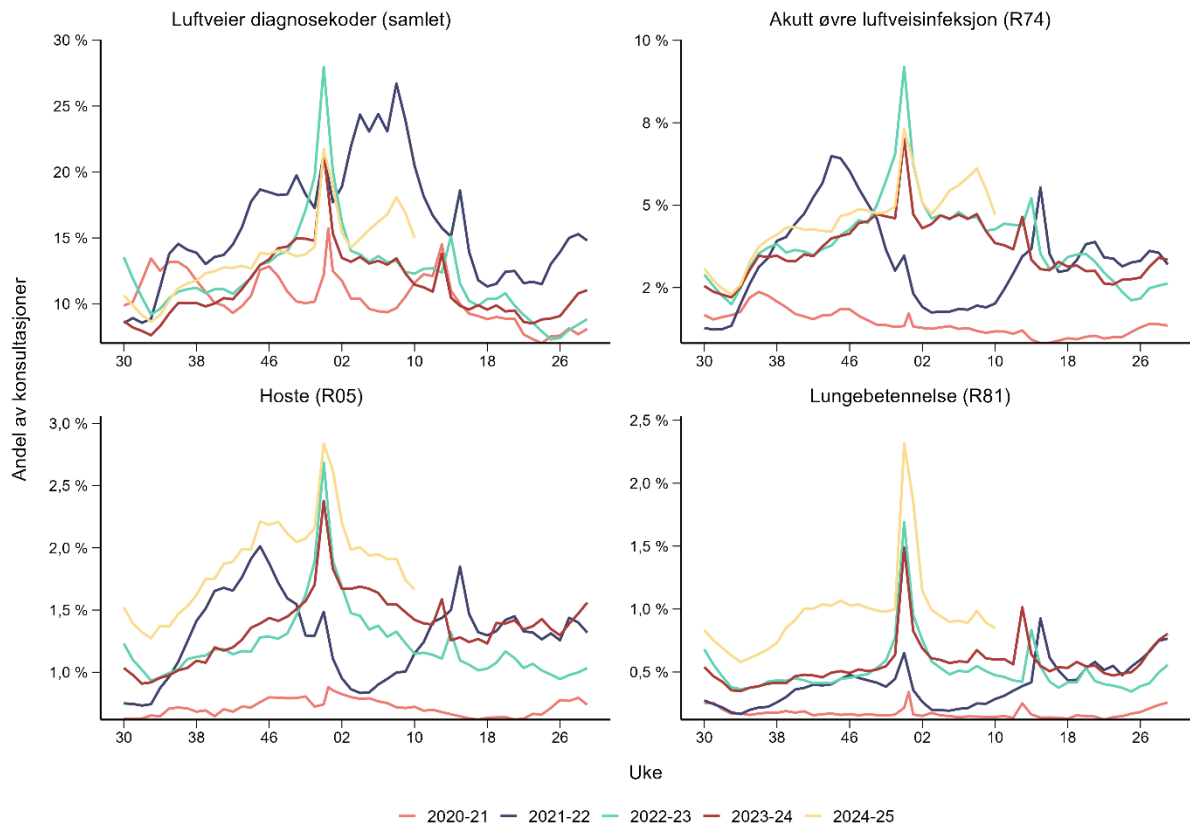 Luftveier diagnosekoder (samlet)
30 %
25 %
20 %
15 %
10 %
30 38 46 02 10 18 26
Akutt øvre luftveisinfeksjon (R74)
10 %
8 %
5 %
2 %
30 38 46 02 10 18 26
Hoste (R05)
3,0 %
2,5 %
2,0 %
1,5 %
1,0 %
30 38 46 02 10 18 26
Lungebetennelse (R81)
2,5 %
2,0 %
1,5 %
1,0 %
0,5 %
30 38 46 02 10 18 26
Andel av konsultasjoner
Uke
2020-21 2021-22 2022-23 2023-24 2024-25